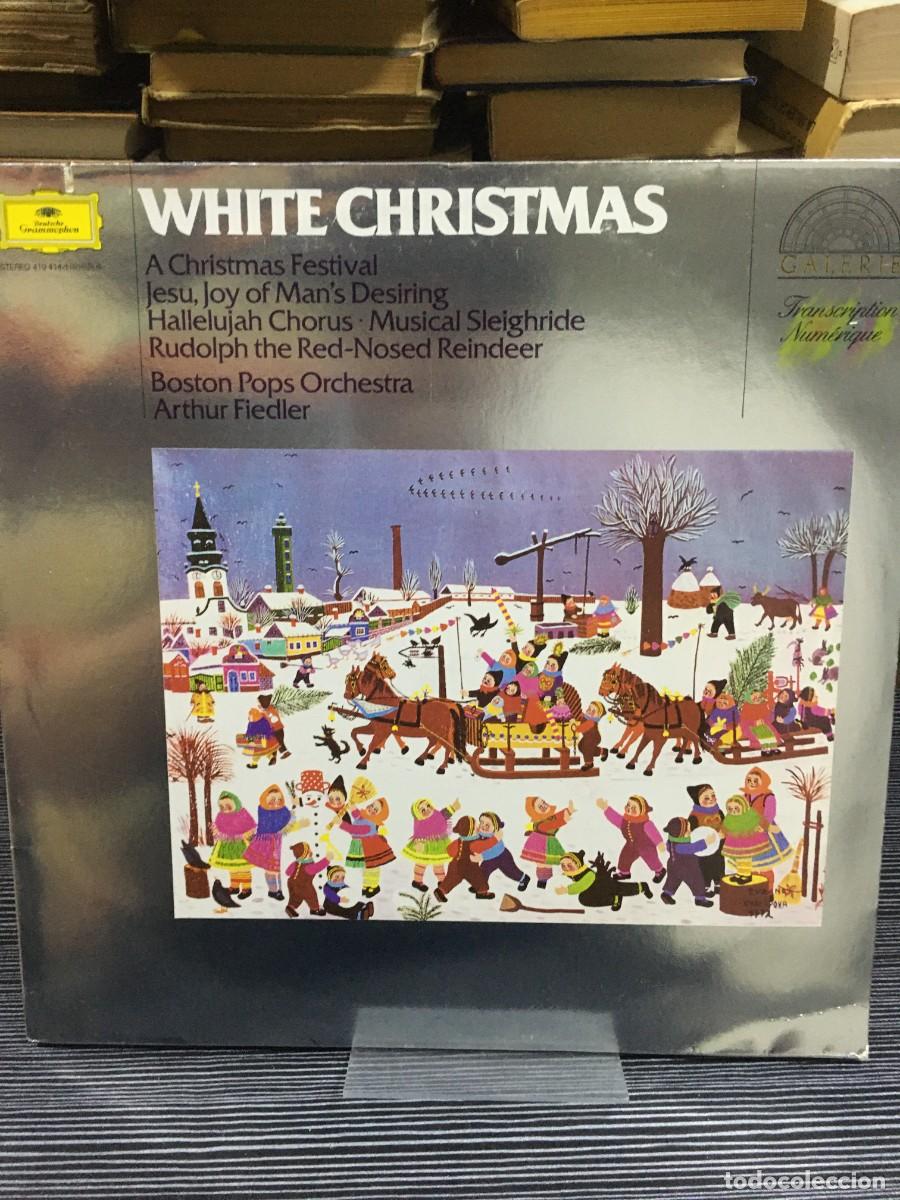 WHITE CHRISTMAS
Deutsche
Grammophon
A Christmas Festival
Jesu, Joy of Man's Desiring
Hallelujah Chorus · Musical Sleighride
Rudolph the Red-Nosed Reindeer
Boston Pops Orchestra
Arthur Fiedler
GALERIE
Transcription
Numérique
todocoleccion